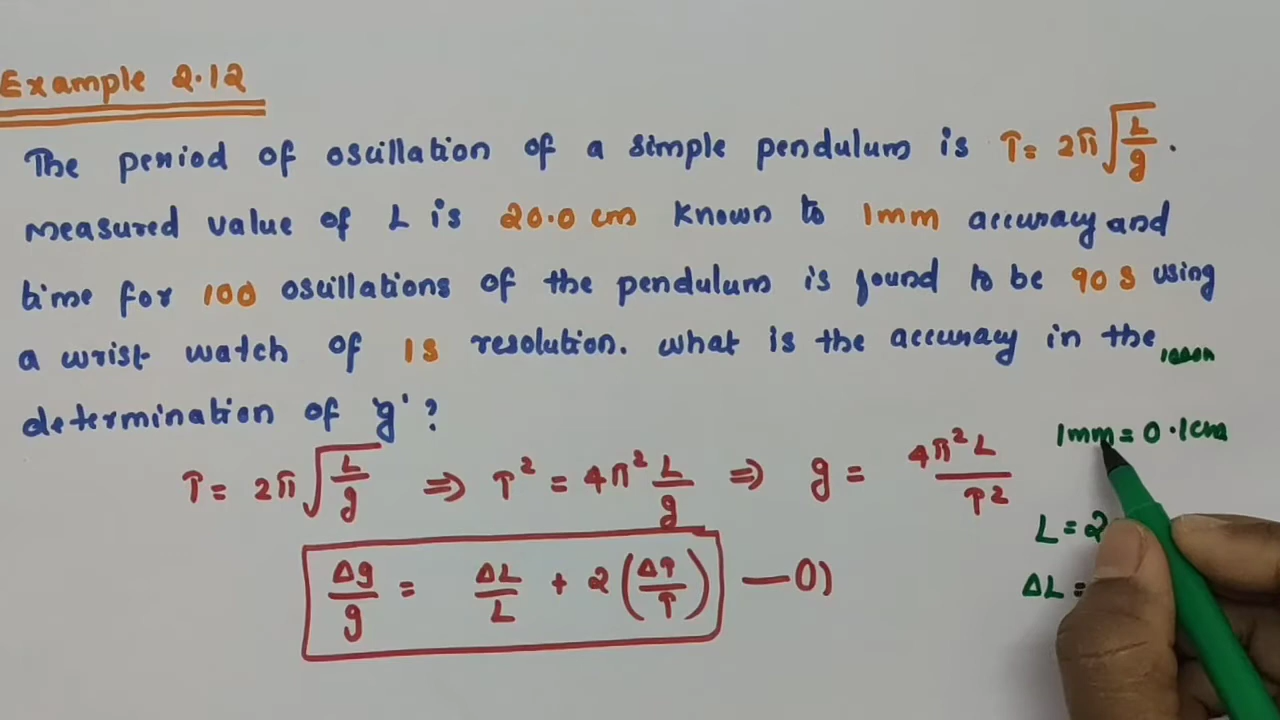 Example 2.12
The period of oscillation of a simple pendulum is T= 2π√(L/g).
measured value of L is 20.0 cm known to 1mm accuracy and
time for 100 oscillations of the pendulum is found to be 90 s using
a wrist watch of 1s resolution. what is the accuracy in the
determination of 'g'?
1mm = 0.1cm
T= 2π√(L/g) ⇒ T² = 4π² L/g ⇒ g = 4π²L/T²
L = 2
Δg/g = ΔL/L + 2(ΔT/T) —(1)
ΔL =